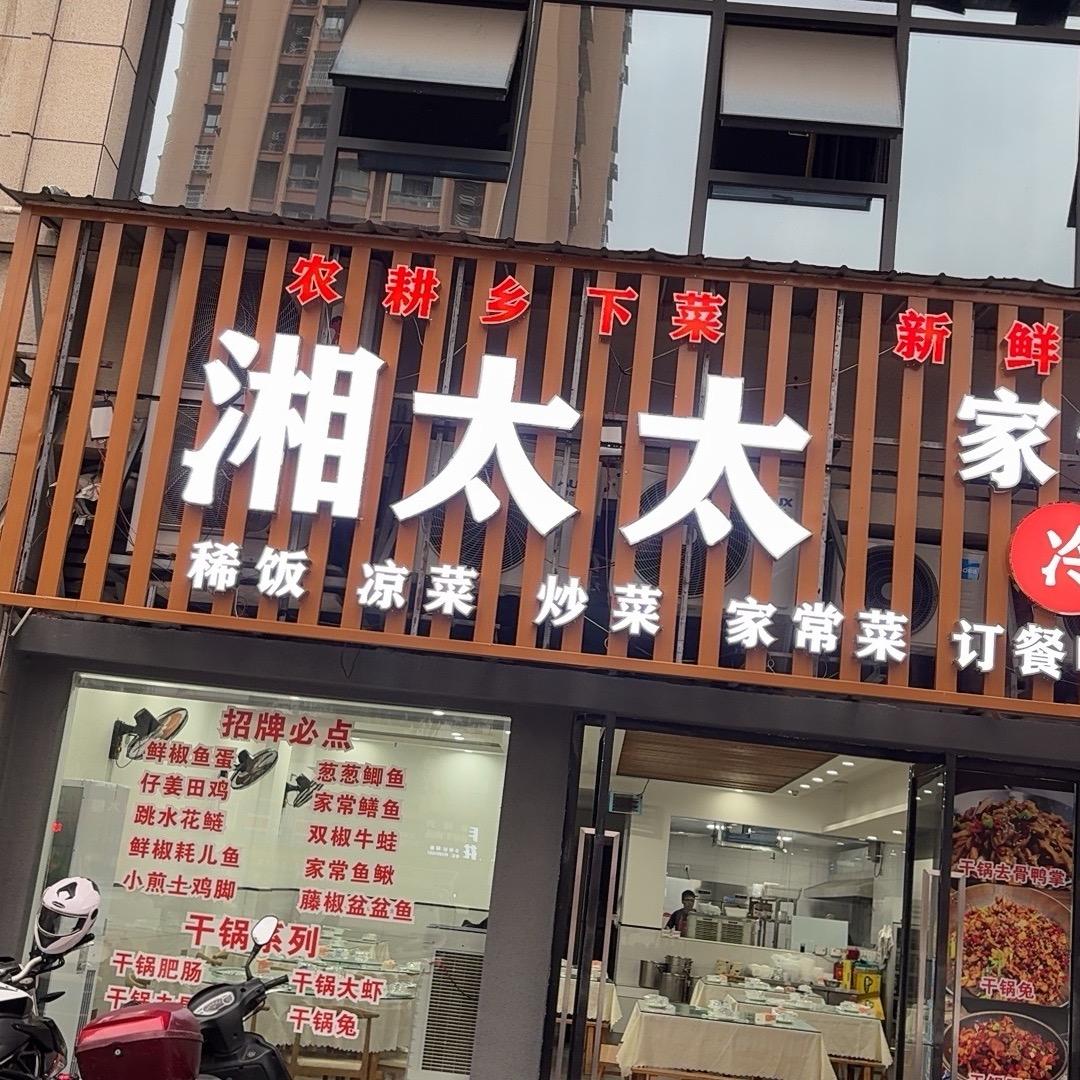 农耕乡下菜 新鲜
湘太太 家
冷
稀饭 凉菜 炒菜 家常菜 订餐
招牌必点
鲜椒鱼蛋
仔姜田鸡
跳水花鲢
鲜椒耗儿鱼
小煎土鸡脚
葱葱鲫鱼
家常鳝鱼
双椒牛蛙
家常鱼鳅
藤椒盆盆鱼
干锅系列
干锅肥肠
干锅大虾
干锅兔
干锅去骨鸭掌
干锅兔